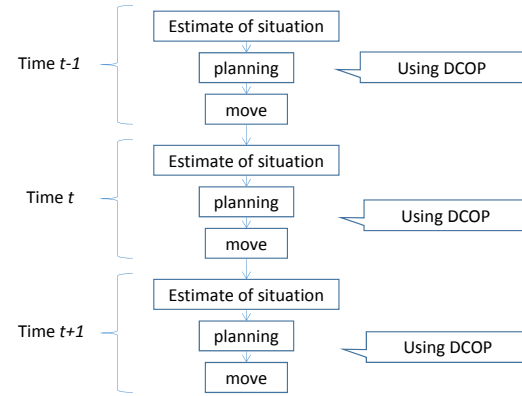 Estimate of situation
Time t-1
planning
Using DCOP
move
Estimate of situation
Time t
planning
Using DCOP
move
Estimate of situation
Time t+1
planning
Using DCOP
move